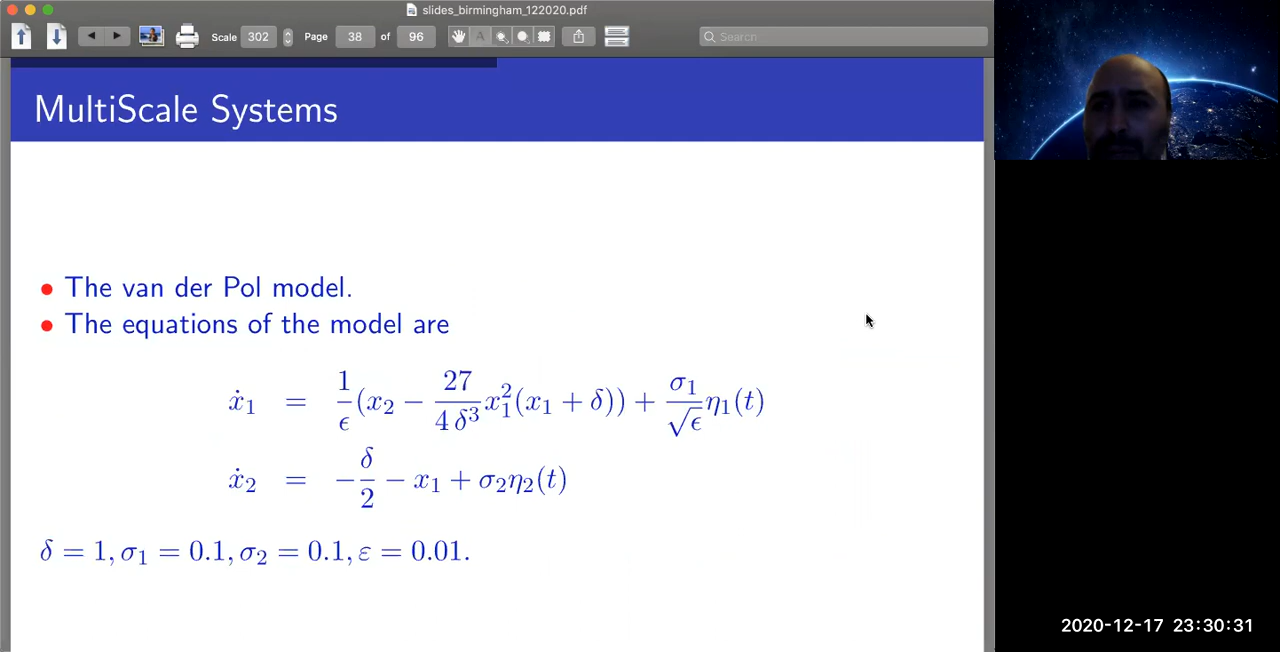 slides_birmingham_122020.pdf
Scale 302 Page 38 of 96 Search
MultiScale Systems
• The van der Pol model.
• The equations of the model are
ẋ₁ = 1/ϵ (x₂ − 27/(4 δ³) x₁²(x₁ + δ)) + σ₁/√ϵ η₁(t)
ẋ₂ = −δ/2 − x₁ + σ₂η₂(t)
δ = 1, σ₁ = 0.1, σ₂ = 0.1, ε = 0.01.
2020-12-17 23:30:31